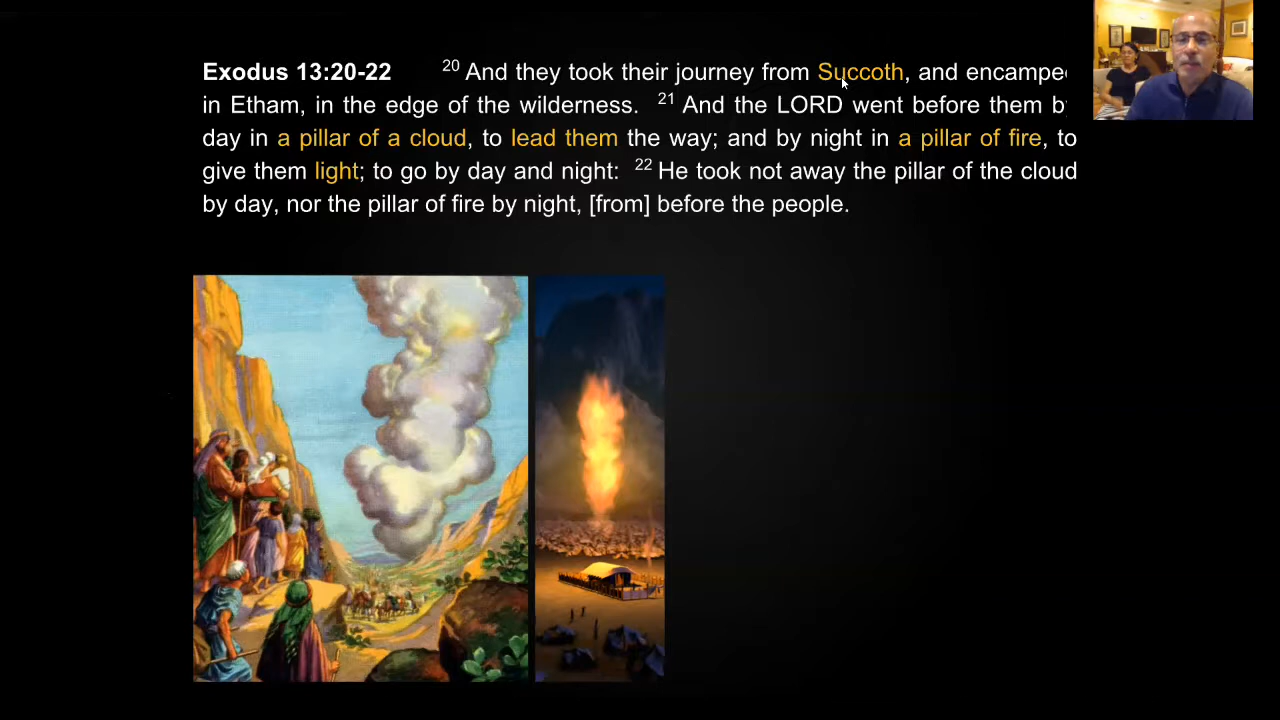 Exodus 13:20-22 20 And they took their journey from Succoth, and encampe
in Etham, in the edge of the wilderness. 21 And the LORD went before them b
day in a pillar of a cloud, to lead them the way; and by night in a pillar of fire, to
give them light; to go by day and night: 22 He took not away the pillar of the cloud
by day, nor the pillar of fire by night, [from] before the people.